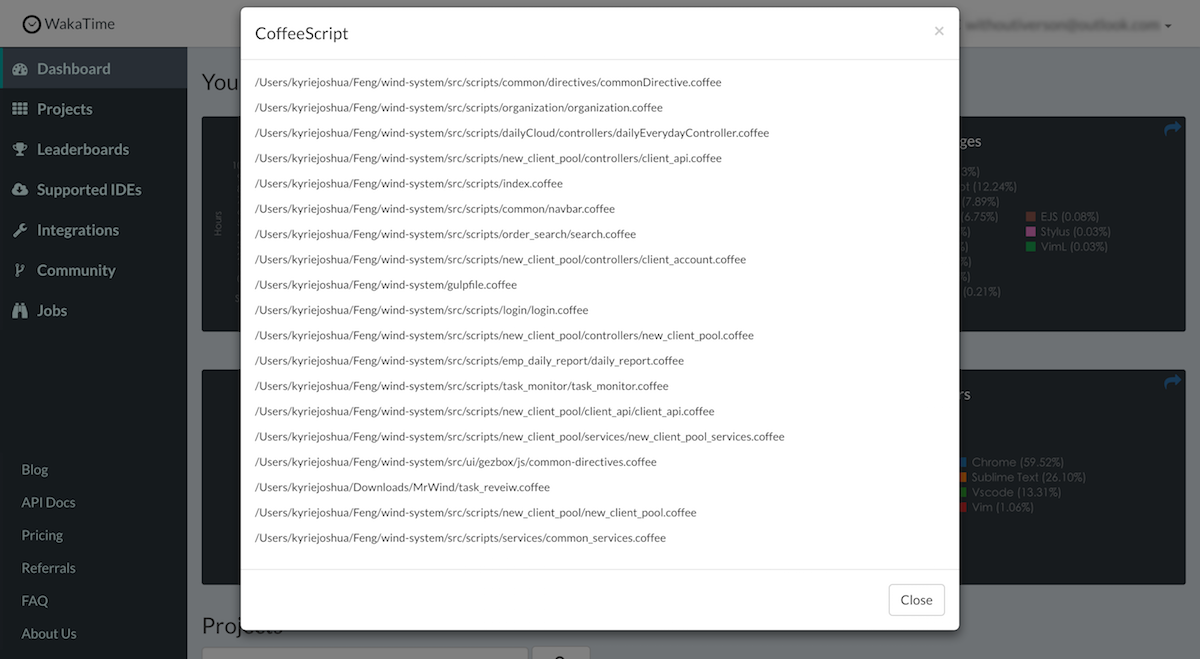 WakaTime
Dashboard
Projects
Leaderboards
Supported IDEs
Integrations
Community
Jobs
Blog
API Docs
Pricing
Referrals
FAQ
About Us
You
Hours
CoffeeScript
×
/Users/kyriejoshua/Feng/wind-system/src/scripts/common/directives/commonDirective.coffee
/Users/kyriejoshua/Feng/wind-system/src/scripts/organization/organization.coffee
/Users/kyriejoshua/Feng/wind-system/src/scripts/dailyCloud/controllers/dailyEverydayController.coffee
/Users/kyriejoshua/Feng/wind-system/src/scripts/new_client_pool/controllers/client_api.coffee
/Users/kyriejoshua/Feng/wind-system/src/scripts/index.coffee
/Users/kyriejoshua/Feng/wind-system/src/scripts/common/navbar.coffee
/Users/kyriejoshua/Feng/wind-system/src/scripts/order_search/search.coffee
/Users/kyriejoshua/Feng/wind-system/src/scripts/new_client_pool/controllers/client_account.coffee
/Users/kyriejoshua/Feng/wind-system/gulpfile.coffee
/Users/kyriejoshua/Feng/wind-system/src/scripts/login/login.coffee
/Users/kyriejoshua/Feng/wind-system/src/scripts/new_client_pool/controllers/new_client_pool.coffee
/Users/kyriejoshua/Feng/wind-system/src/scripts/emp_daily_report/daily_report.coffee
/Users/kyriejoshua/Feng/wind-system/src/scripts/task_monitor/task_monitor.coffee
/Users/kyriejoshua/Feng/wind-system/src/scripts/new_client_pool/client_api/client_api.coffee
/Users/kyriejoshua/Feng/wind-system/src/scripts/new_client_pool/services/new_client_pool_services.coffee
/Users/kyriejoshua/Feng/wind-system/src/ui/gezbox/js/common-directives.coffee
/Users/kyriejoshua/Downloads/MrWind/task_reveiw.coffee
/Users/kyriejoshua/Feng/wind-system/src/scripts/new_client_pool/new_client_pool.coffee
/Users/kyriejoshua/Feng/wind-system/src/scripts/services/common_services.coffee
Close
ges
3%)
pt (12.24%)
(7.89%)
(6.75%)
%)
%)
%)
%)
(0.21%)
EJS (0.08%)
Stylus (0.03%)
VimL (0.03%)
rs
Chrome (59.52%)
Sublime Text (26.10%)
Vscode (13.31%)
Vim (1.06%)
Projects